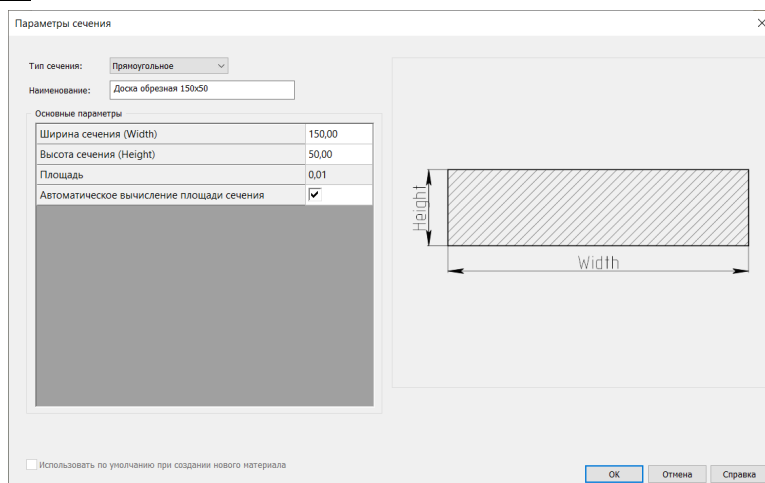 Параметры сечения
Тип сечения: Прямоугольное
Наименование: Доска обрезная 150x50
Основные параметры
Ширина сечения (Width) 150,00
Высота сечения (Height) 50,00
Площадь 0,01
Автоматическое вычисление площади сечения
Height
Width
Использовать по умолчанию при создании нового материала
ОК Отмена Справка